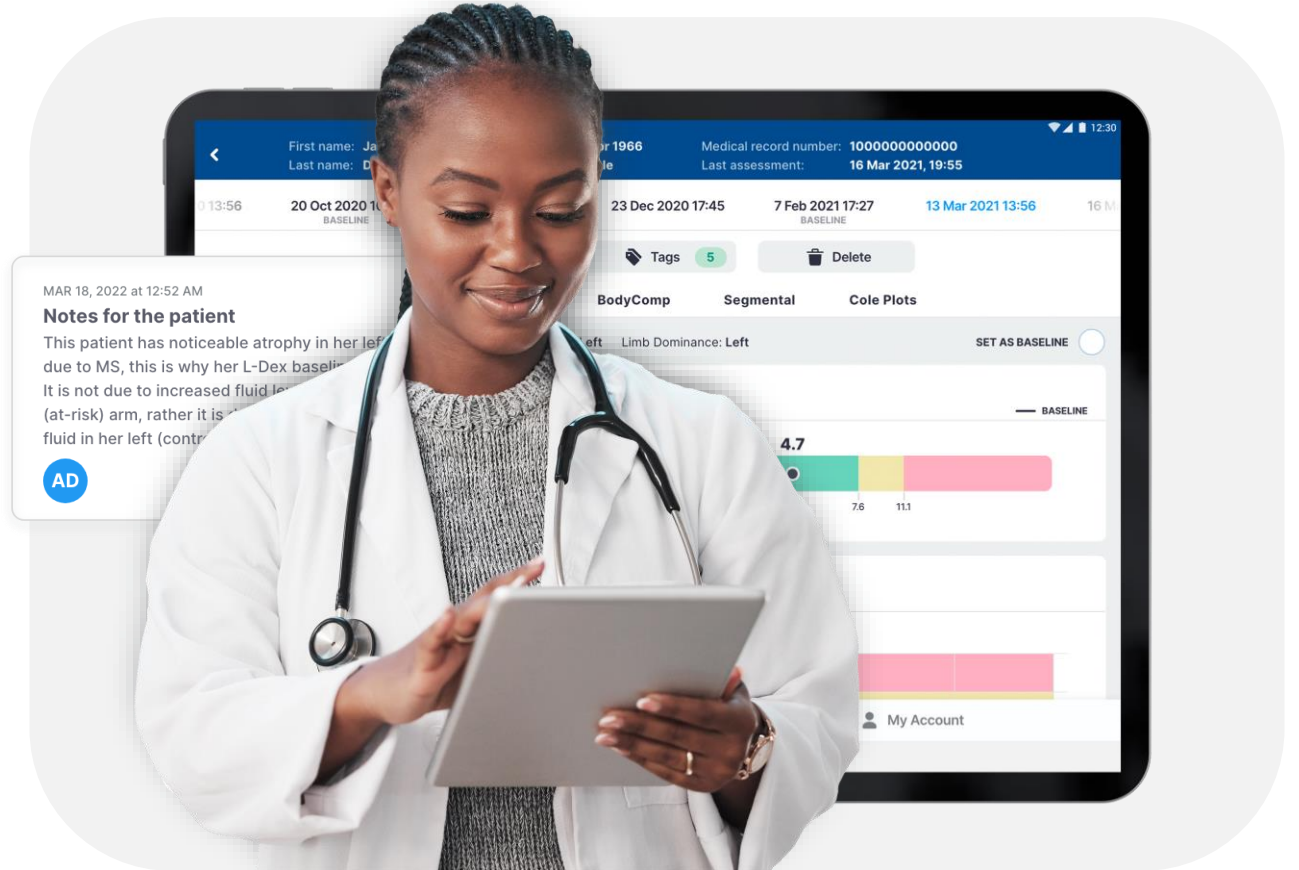 12:30
First name: Ja
1966
Medical record number: 1000000000000
Last name: D
Last assessment: 16 Mar 2021, 19:55
13:56
20 Oct 2020
23 Dec 2020 17:45
7 Feb 2021 17:27
13 Mar 2021 13:56
16 M
BASELINE
BASELINE
Tags 5
Delete
BodyComp
Segmental
Cole Plots
Limb Dominance: Left
SET AS BASELINE
BASELINE
4.7
7.6
11.1
My Account
MAR 18, 2022 at 12:52 AM
Notes for the patient
This patient has noticeable atrophy in her lef
due to MS, this is why her L-Dex baselin
It is not due to increased fluid le
(at-risk) arm, rather it is
fluid in her left (contr
AD